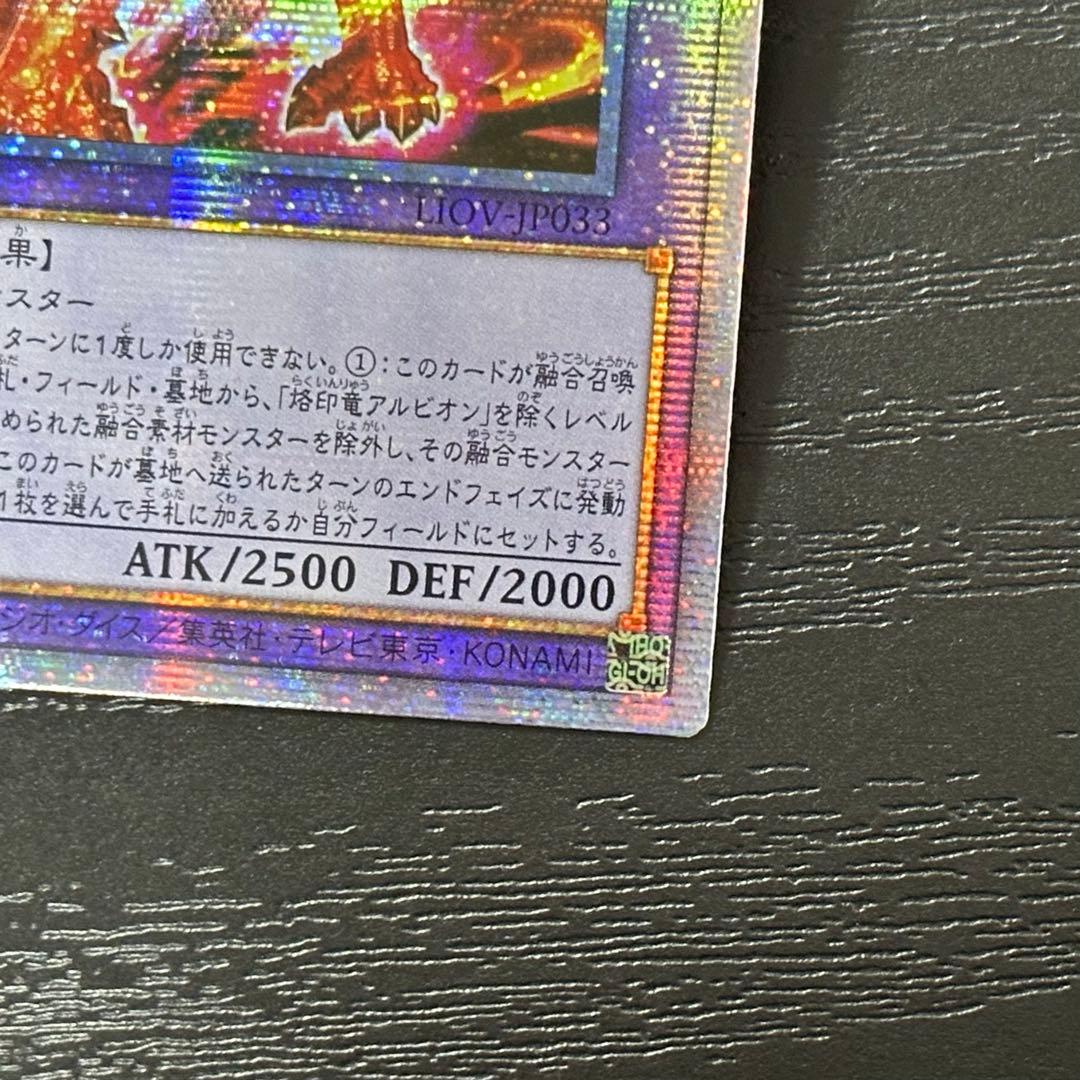 LIOV-JP033
果】
スター
ターンに1度しか使用できない。①:このカードが融合召喚
札・フィールド・墓地から、「烙印竜アルビオン」を除くレベル
められた融合素材モンスターを除外し、その融合モンスター
このカードが墓地へ送られたターンのエンドフェイズに発動
1枚を選んで手札に加えるか自分フィールドにセットする。
ATK/2500 DEF/2000
ジオ・ダイス/集英社・テレビ東京・KONAMI